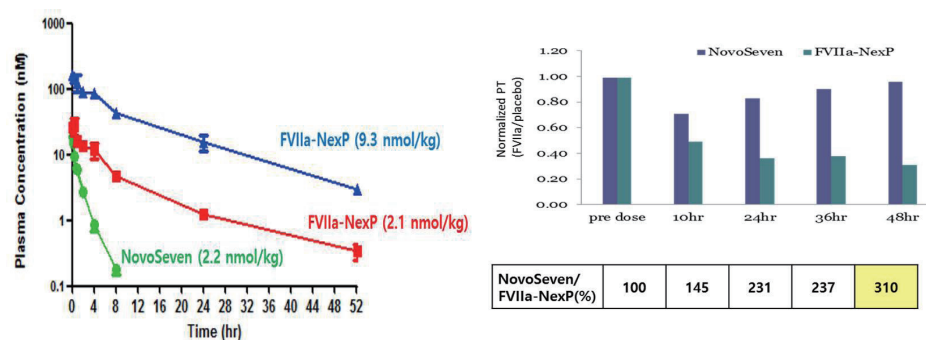 Plasma Concentration (nM)
1000
100
10
1
0.1
0 4 8 12 16 20 24 28 32 36 40 44 48 52
Time (hr)
FVIIa-NexP (9.3 nmol/kg)
FVIIa-NexP (2.1 nmol/kg)
NovoSeven (2.2 nmol/kg)
Normalized PT
(FVIIa/placebo)
1.20
1.00
0.80
0.60
0.40
0.20
0.00
NovoSeven FVIIa-NexP
pre dose 10hr 24hr 36hr 48hr
NovoSeven/
FVIIa-NexP(%) 100 145 231 237 310